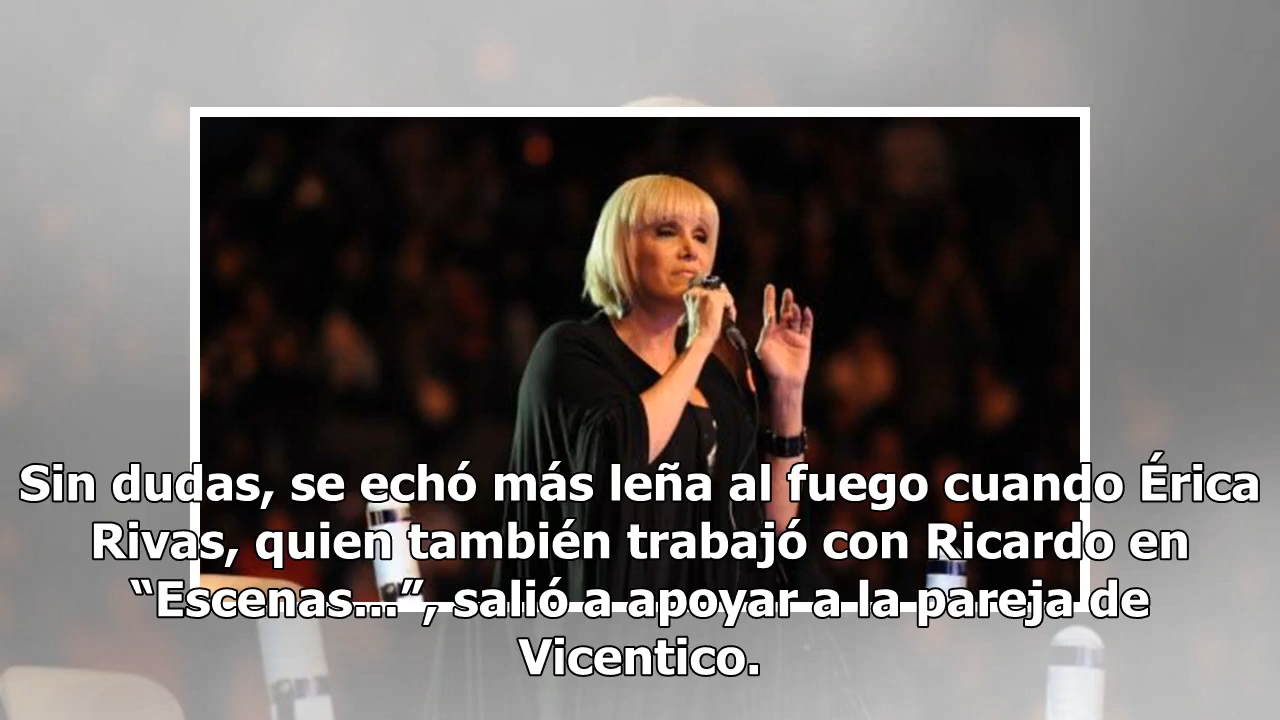 Sin dudas, se echó más leña al fuego cuando Érica
Rivas, quien también trabajó con Ricardo en
“Escenas...”, salió a apoyar a la pareja de
Vicentico.